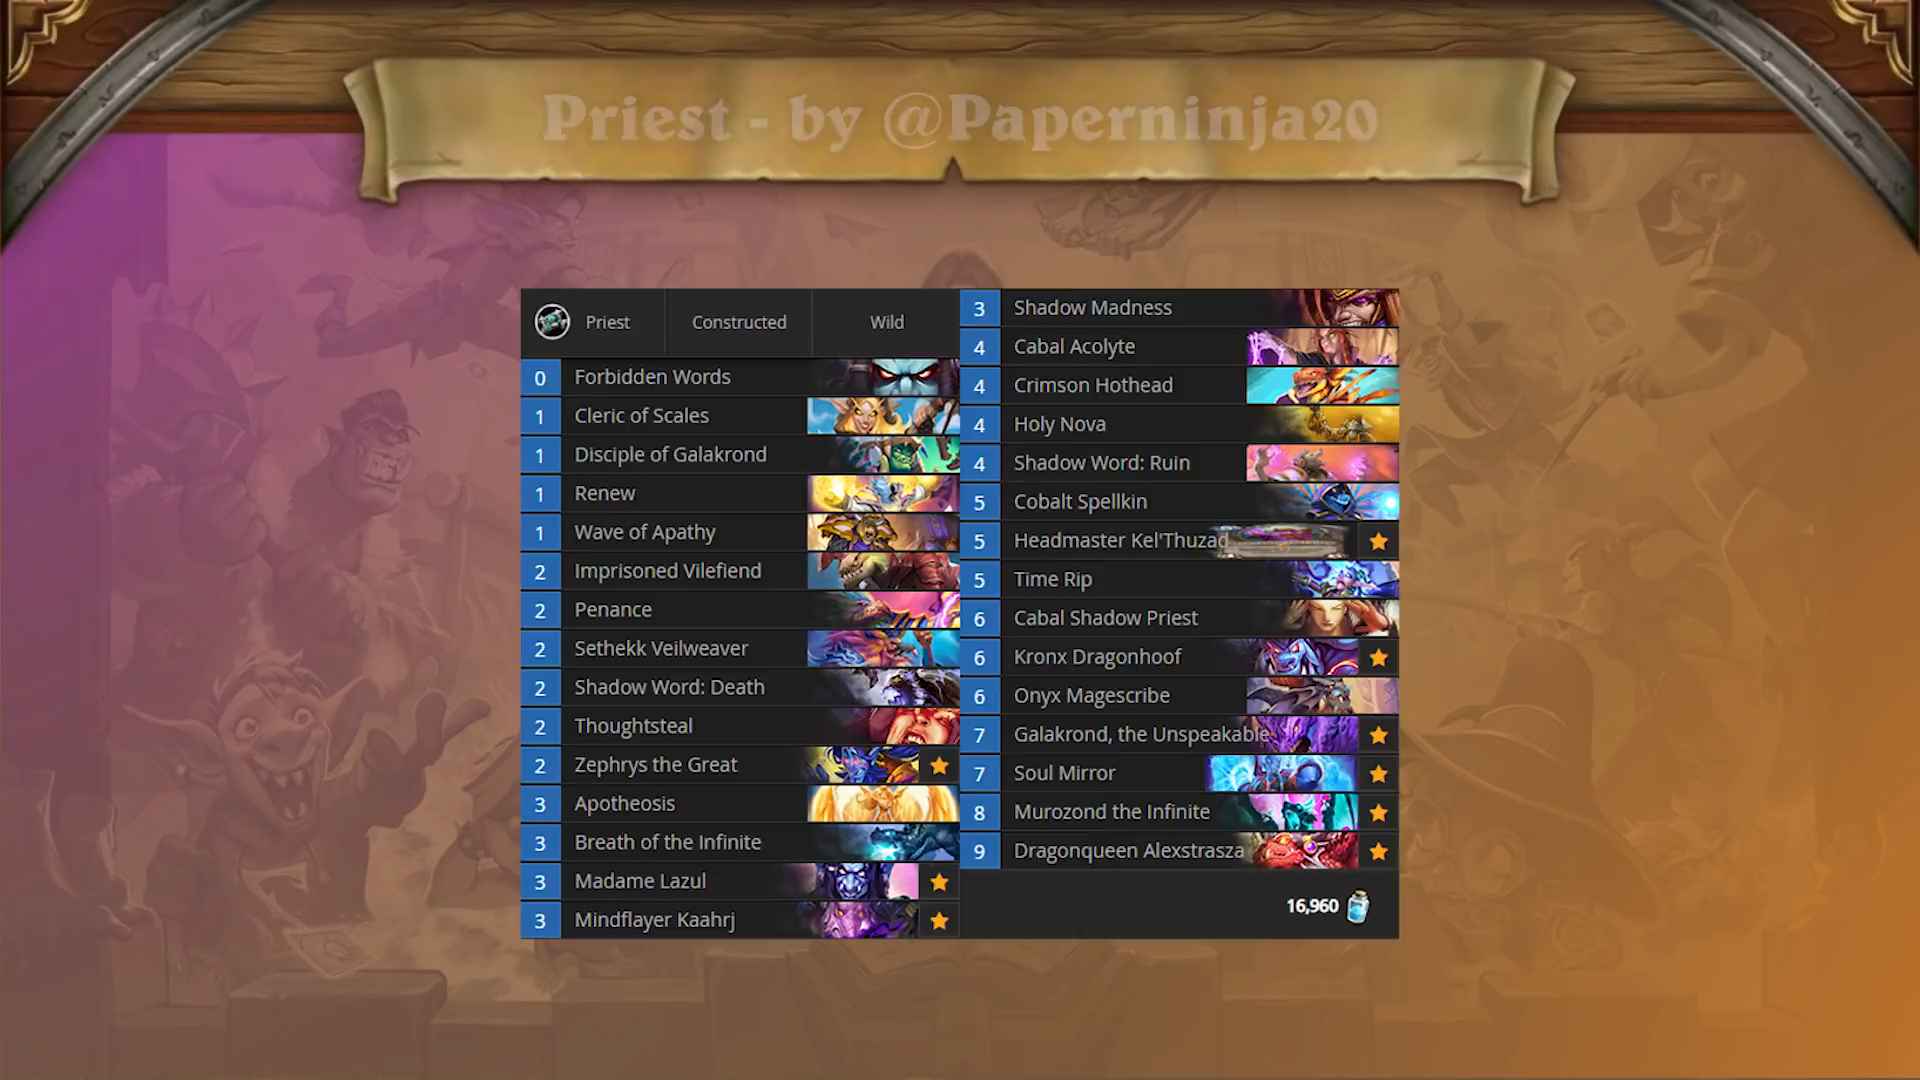 Priest - by @Paperninja20
Priest Constructed Wild
0 Forbidden Words
1 Cleric of Scales
1 Disciple of Galakrond
1 Renew
1 Wave of Apathy
2 Imprisoned Vilefiend
2 Penance
2 Sethekk Veilweaver
2 Shadow Word: Death
2 Thoughtsteal
2 Zephrys the Great
3 Apotheosis
3 Breath of the Infinite
3 Madame Lazul
3 Mindflayer Kaahrj
3 Shadow Madness
4 Cabal Acolyte
4 Crimson Hothead
4 Holy Nova
4 Shadow Word: Ruin
5 Cobalt Spellkin
5 Headmaster Kel'Thuzad
5 Time Rip
6 Cabal Shadow Priest
6 Kronx Dragonhoof
6 Onyx Magescribe
7 Galakrond, the Unspeakable
7 Soul Mirror
8 Murozond the Infinite
9 Dragonqueen Alexstrasza
16,960